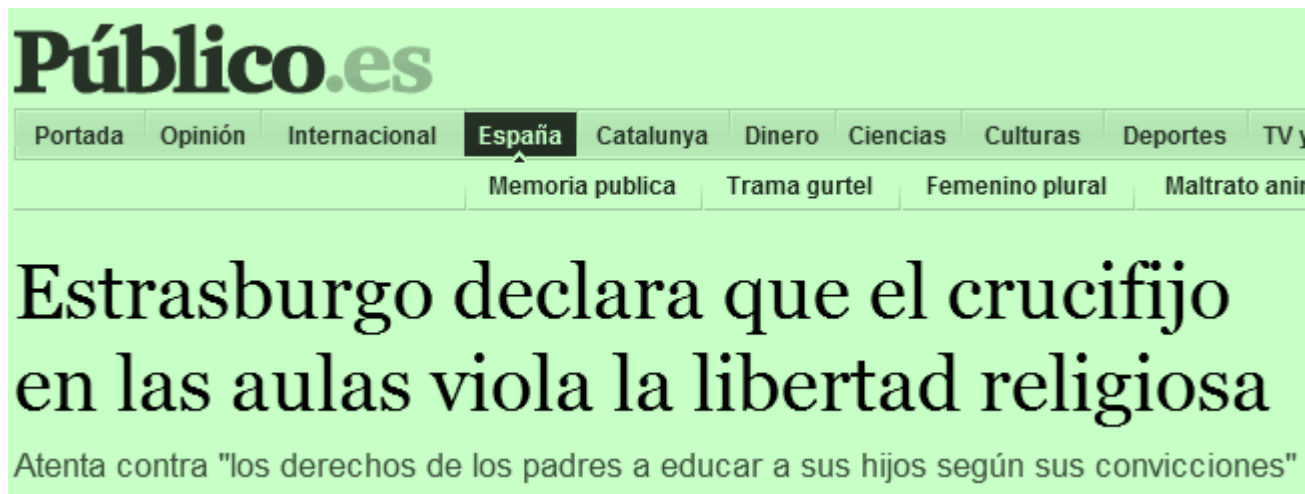 Público.es
Portada Opinión Internacional España Catalunya Dinero Ciencias Culturas Deportes TV y
Memoria publica Trama gurtel Femenino plural Maltrato
Estrasburgo declara que el crucifijo
en las aulas viola la libertad religiosa
Atenta contra "los derechos de los padres a educar a sus hijos según sus convicciones"